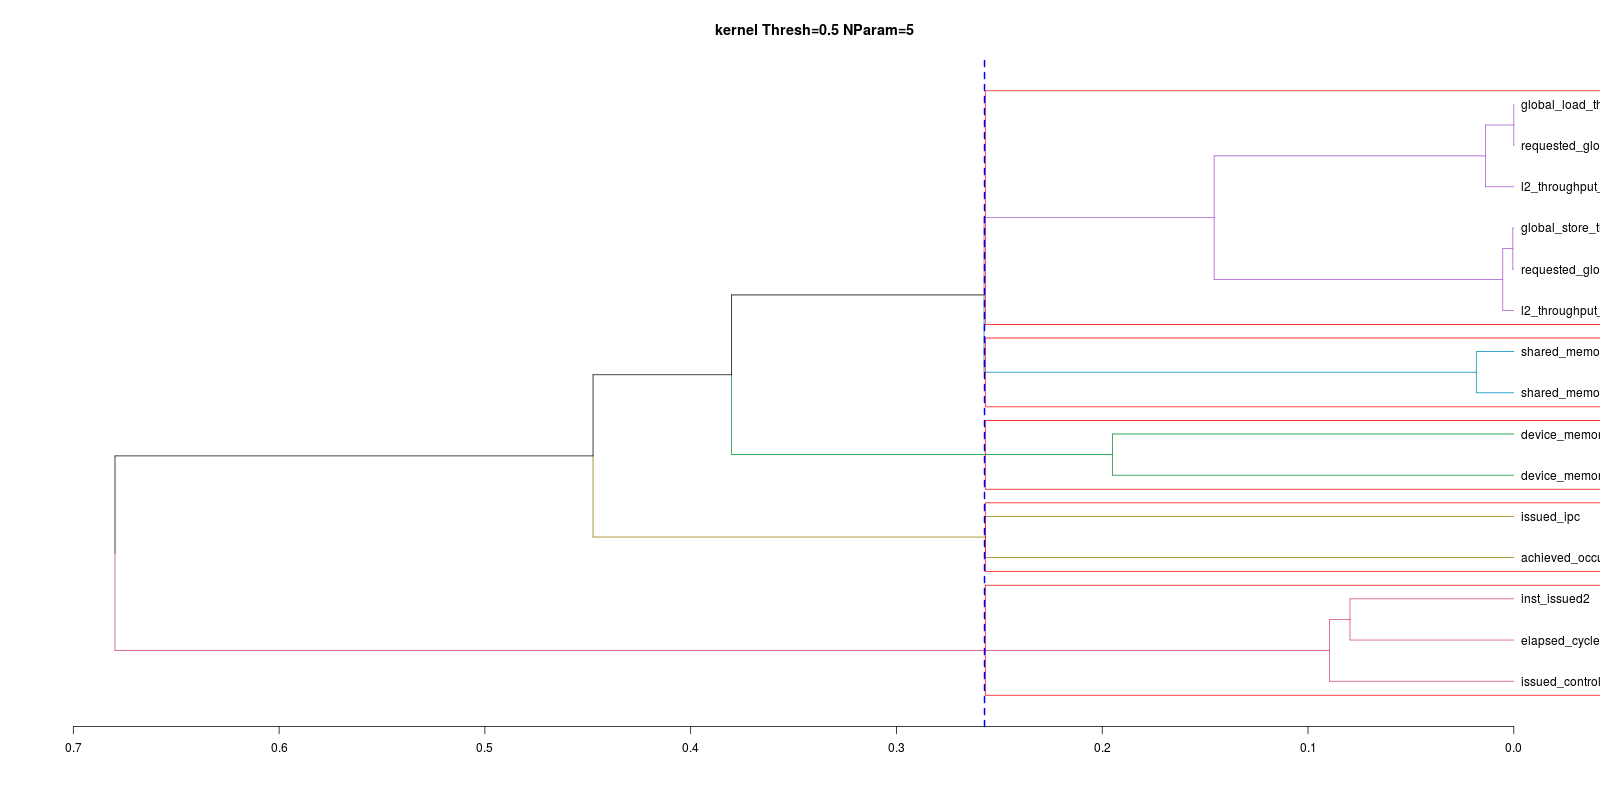 kernel Thresh=0.5 NParam=5
global_load_th
requested_glo
l2_throughput_
global_store_t
requested_glo
l2_throughput_
shared_memo
shared_memo
device_memor
device_memor
issued_ipc
achieved_occu
inst_issued2
elapsed_cycle
issued_control
0.7 0.6 0.5 0.4 0.3 0.2 0.1 0.0